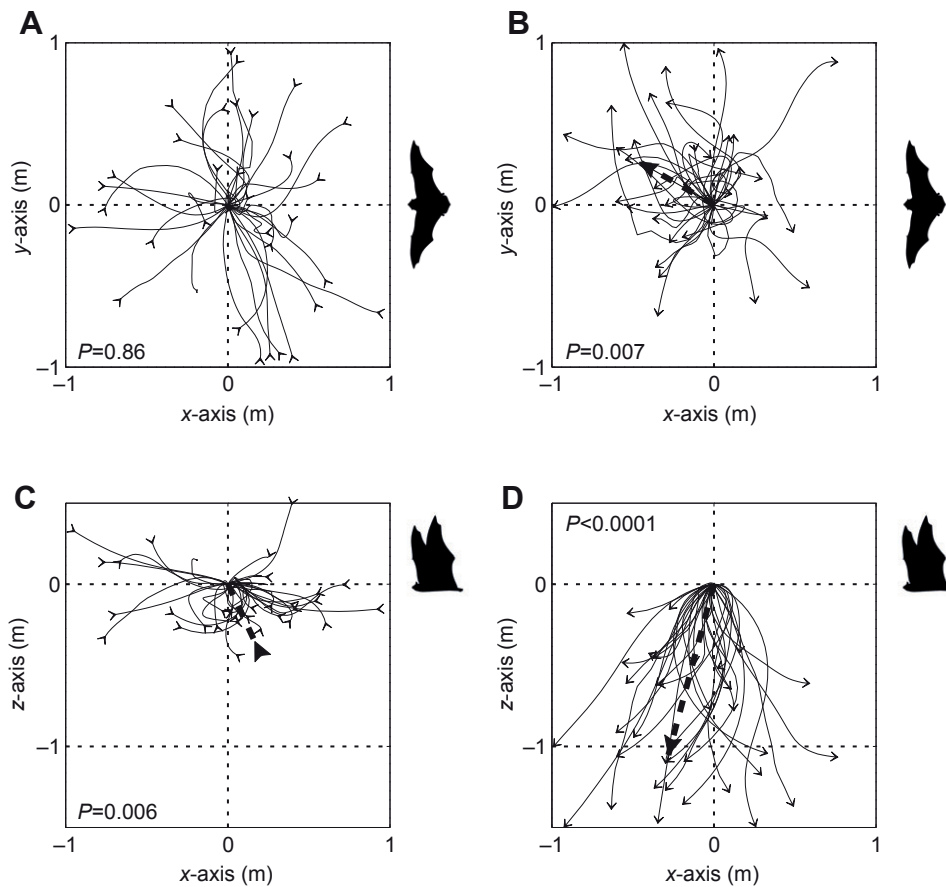 A
B
1
0
−1
y-axis (m)
P=0.86
−1
0
1
x-axis (m)
1
0
−1
y-axis (m)
P=0.007
−1
0
1
x-axis (m)
C
D
0
−1
z-axis (m)
P=0.006
−1
0
1
x-axis (m)
P<0.0001
0
−1
z-axis (m)
−1
0
1
x-axis (m)